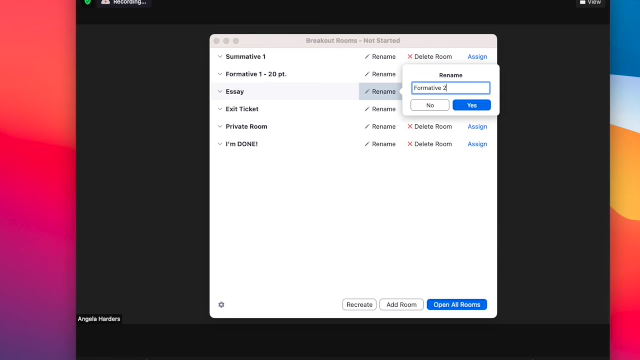 Recording...
View
Breakout Rooms - Not Started
Summative 1 Rename Delete Room Assign
Formative 1 - 20 pt. Rename
Rename
Essay Rename
Formative 2
Exit Ticket Rename
No Yes
Private Room Rename Delete Room Assign
I'm DONE! Rename Delete Room Assign
Recreate Add Room Open All Rooms
Angela Harders